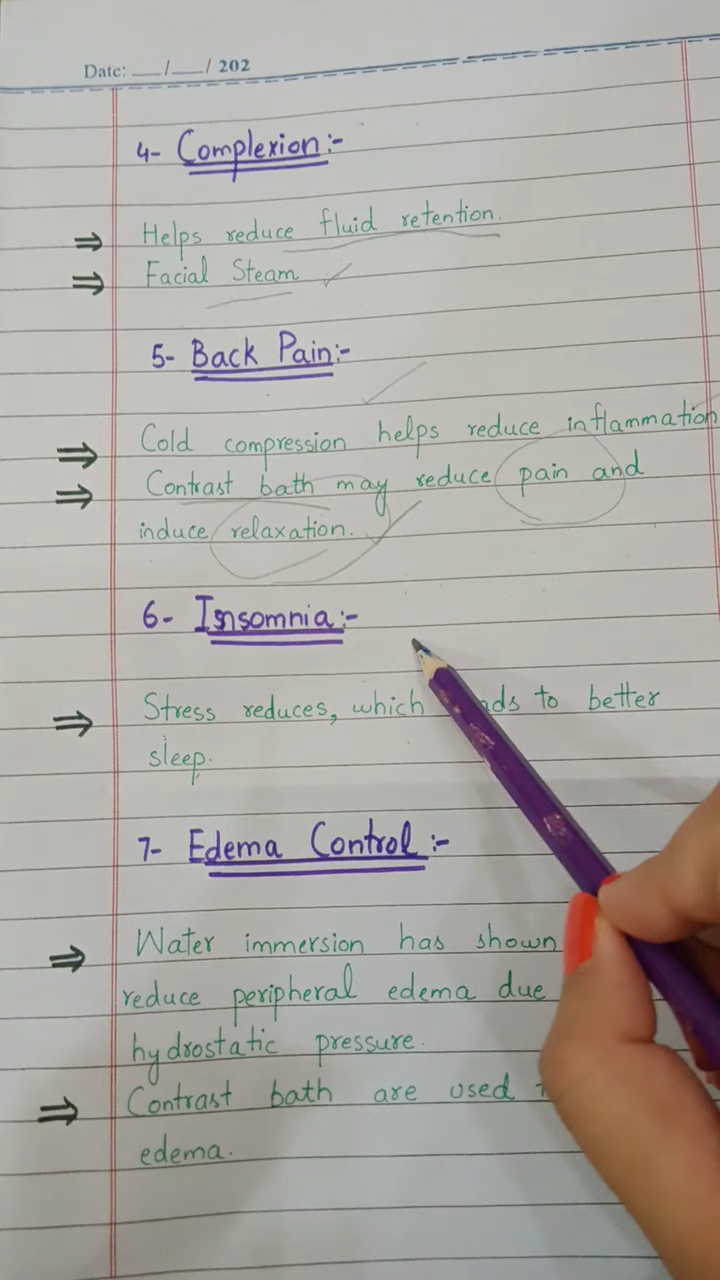 Date: __/__/ 202
4- Complexion:-
⇒ Helps reduce fluid retention.
⇒ Facial Steam
5- Back Pain:-
⇒ Cold compression helps reduce inflammation
⇒ Contrast bath may reduce pain and
induce relaxation.
6- Insomnia:-
⇒ Stress reduces, which to better
sleep.
7- Edema Control:-
⇒ Water immersion has shown
reduce peripheral edema due
hydrostatic pressure.
⇒ Contrast bath are used
edema.